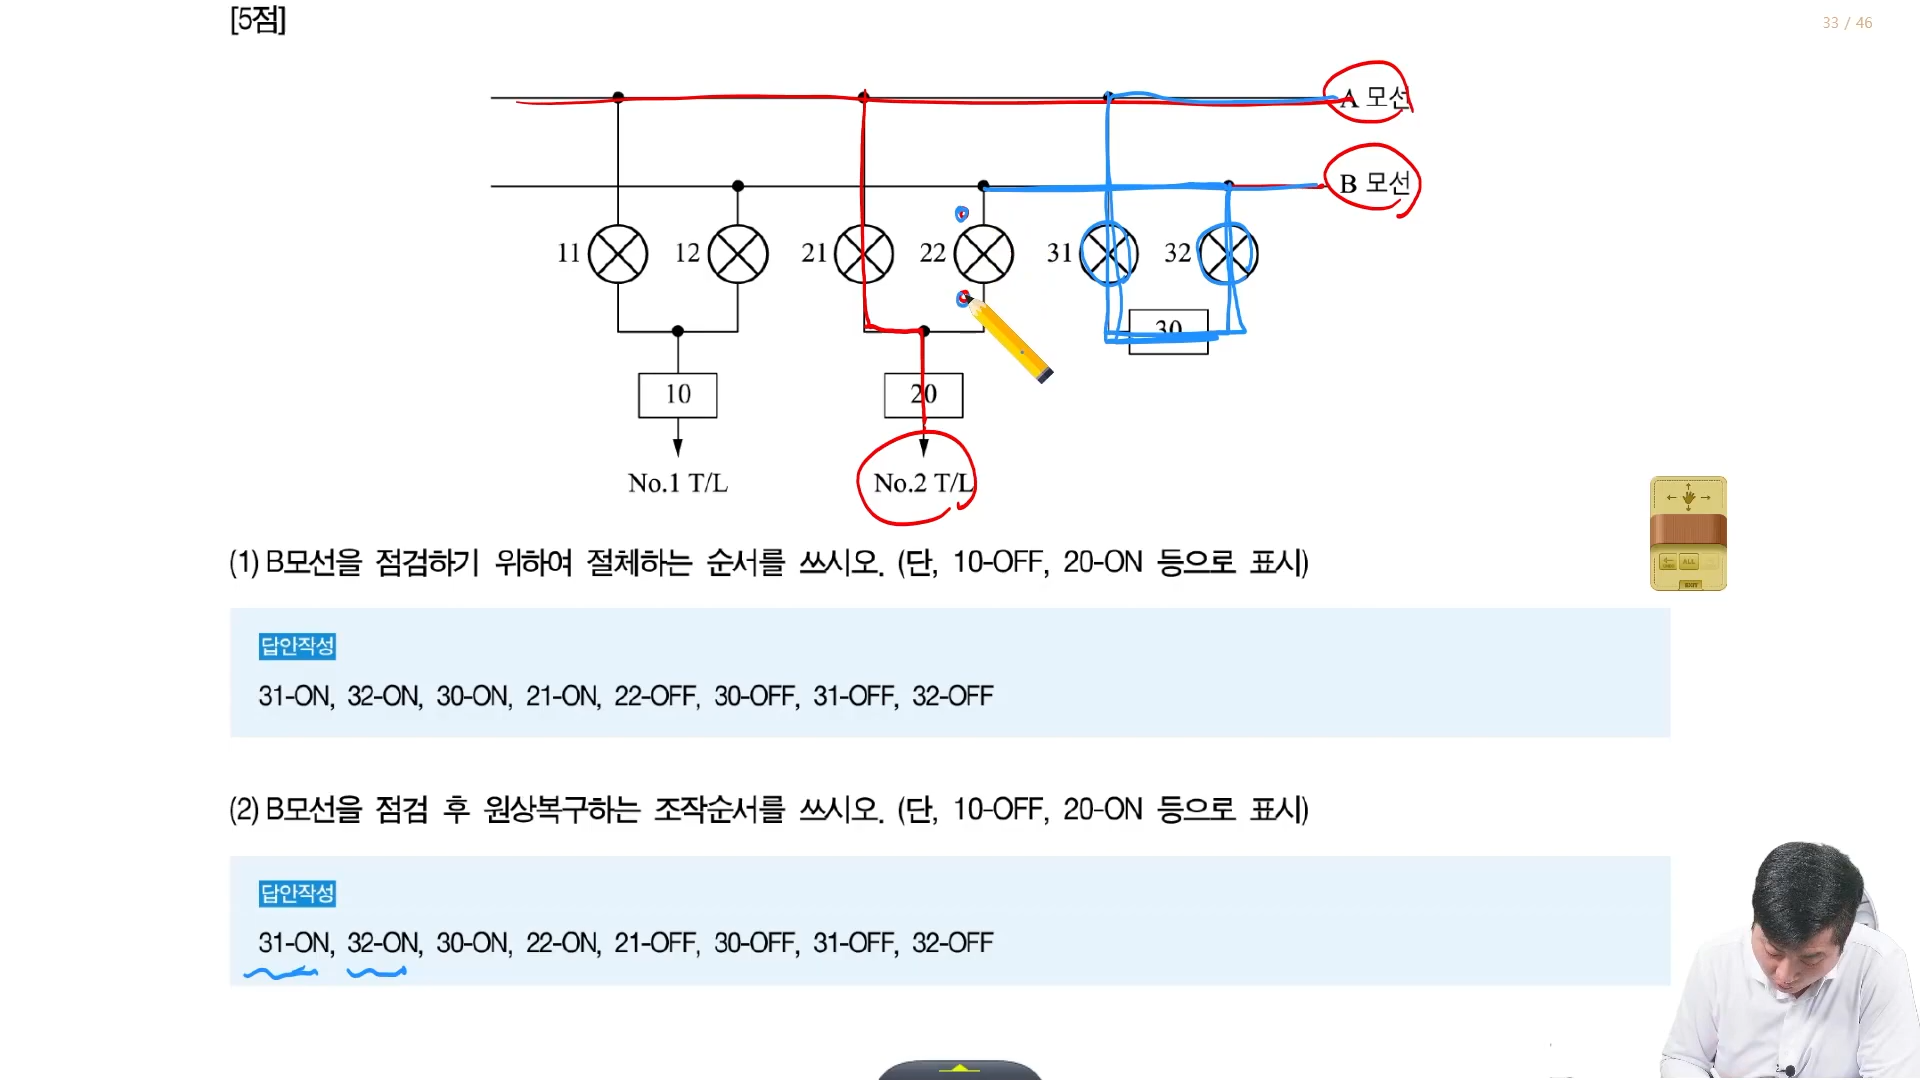 [5점]
33 / 46
A 모선
B 모선
11 12 21 22 31 32
30
10 20
No.1 T/L No.2 T/L
(1) B모선을 점검하기 위하여 절체하는 순서를 쓰시오. (단, 10-OFF, 20-ON 등으로 표시)
답안작성
31-ON, 32-ON, 30-ON, 21-ON, 22-OFF, 30-OFF, 31-OFF, 32-OFF
(2) B모선을 점검 후 원상복구하는 조작순서를 쓰시오. (단, 10-OFF, 20-ON 등으로 표시)
답안작성
31-ON, 32-ON, 30-ON, 22-ON, 21-OFF, 30-OFF, 31-OFF, 32-OFF
ALL
EXIT